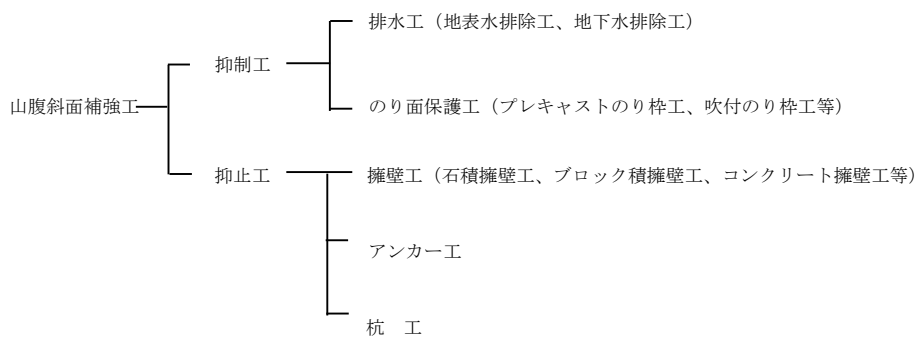 排水工（地表水排除工、地下水排除工）
抑制工
山腹斜面補強工
のり面保護工（プレキャストのり枠工、吹付のり枠工等）
抑止工
擁壁工（石積擁壁工、ブロック積擁壁工、コンクリート擁壁工等）
アンカー工
杭　工